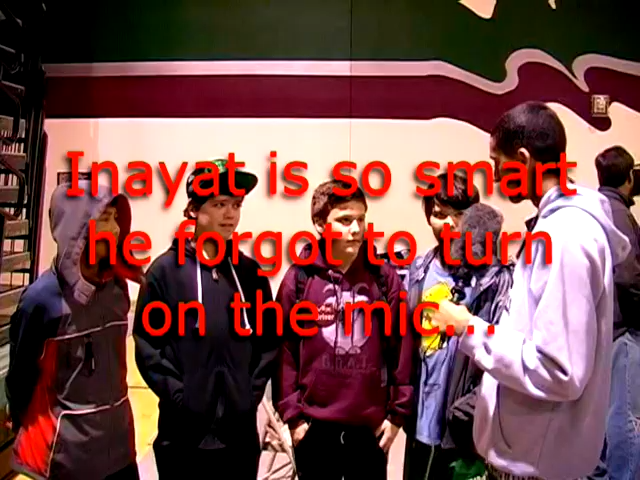 Inayat is so smart
he forgot to turn
on the mic...